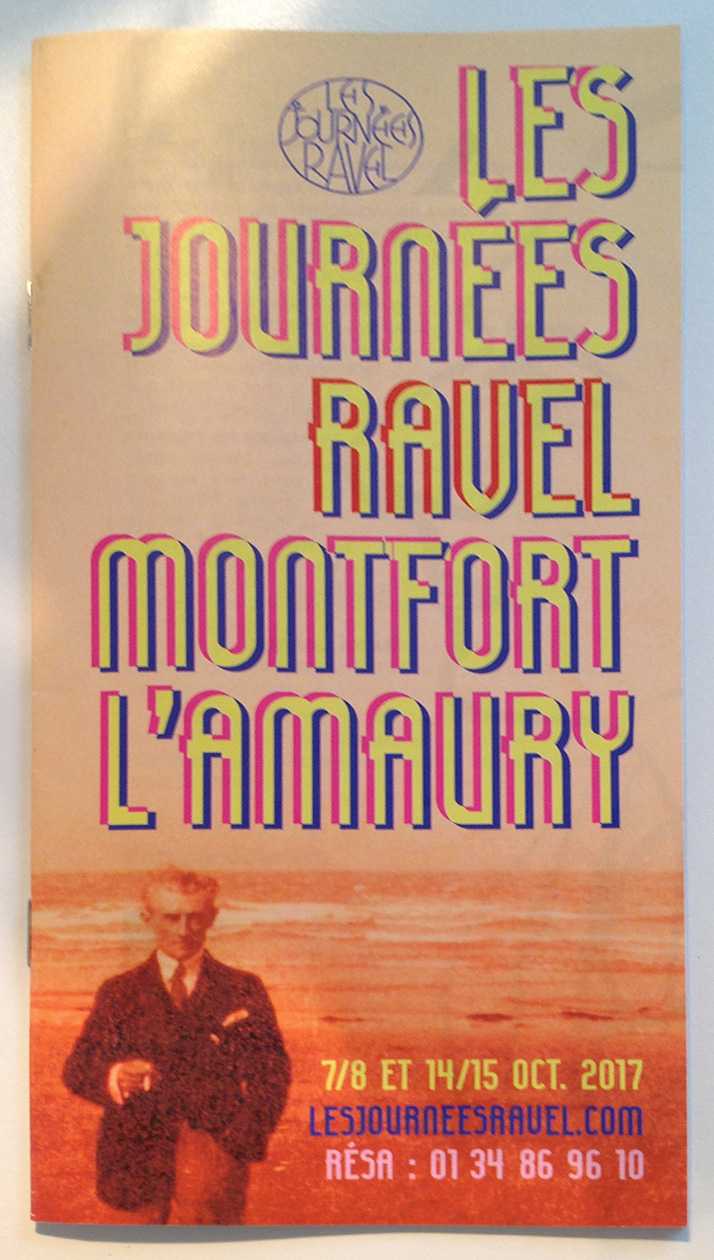 LES
JOURNÉES
RAVEL
LES
JOURNÉES
RAVEL
MONTFORT
L'AMAURY
7/8 ET 14/15 OCT. 2017
LESJOURNEESRAVEL.COM
RÉSA : 01 34 86 96 10